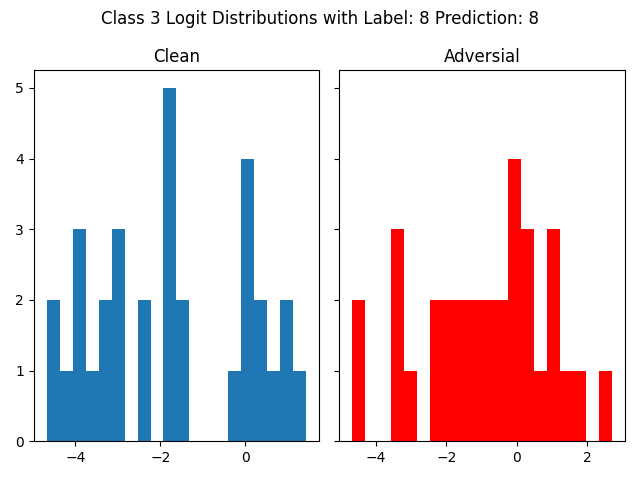 Class 3 Logit Distributions with Label: 8 Prediction: 8
Clean
Adversial
5
4
3
2
1
0
−4 −2 0
−4 −2 0 2